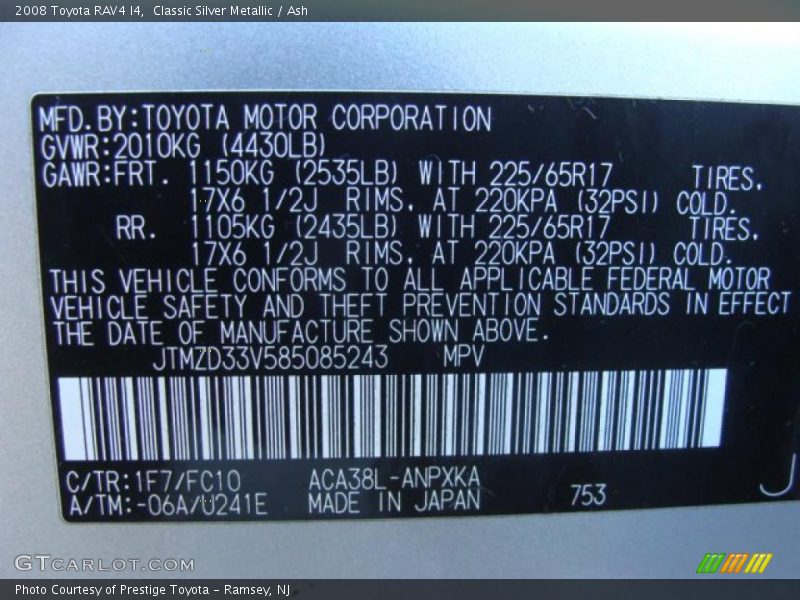 2008 Toyota RAV4 I4,  Classic Silver Metallic / Ash
MFD.BY:TOYOTA MOTOR CORPORATION
GVWR:2010KG (4430LB)
GAWR:FRT. 1150KG (2535LB) WITH 225/65R17 TIRES,
17X6 1/2J RIMS, AT 220KPA (32PSI) COLD.
RR. 1105KG (2435LB) WITH 225/65R17 TIRES,
17X6 1/2J RIMS, AT 220KPA (32PSI) COLD.
THIS VEHICLE CONFORMS TO ALL APPLICABLE FEDERAL MOTOR
VEHICLE SAFETY AND THEFT PREVENTION STANDARDS IN EFFECT
THE DATE OF MANUFACTURE SHOWN ABOVE.
JTMZD33V585085243 MPV
C/TR:1F7/FC10 ACA38L-ANPXKA
A/TM:-06A/U241E MADE IN JAPAN 753
GTCARLOT.COM
Photo Courtesy of Prestige Toyota - Ramsey, NJ